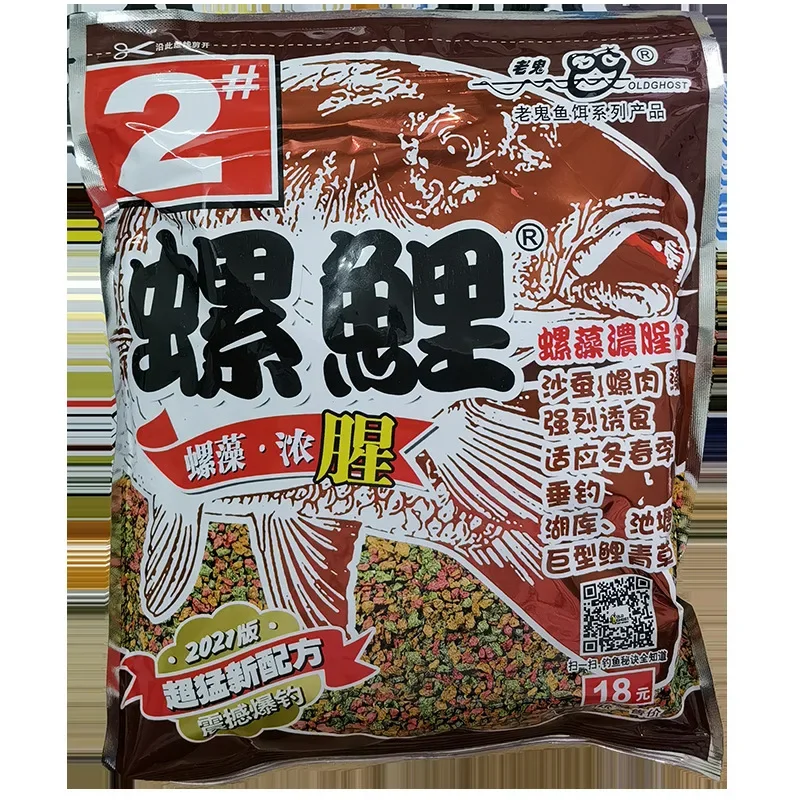 沿此虚线剪开
2#
老鬼
®
OLDGHOST
老鬼鱼饵系列产品
螺鯉®
螺藻·浓腥
螺藻濃腥
沙蚕、螺肉
强烈诱食
适应冬春季
垂钓
湖库、池塘
巨型鲤青草
2021版
超猛新配方
震撼爆钓
扫一扫 钓鱼秘诀全知道
18元